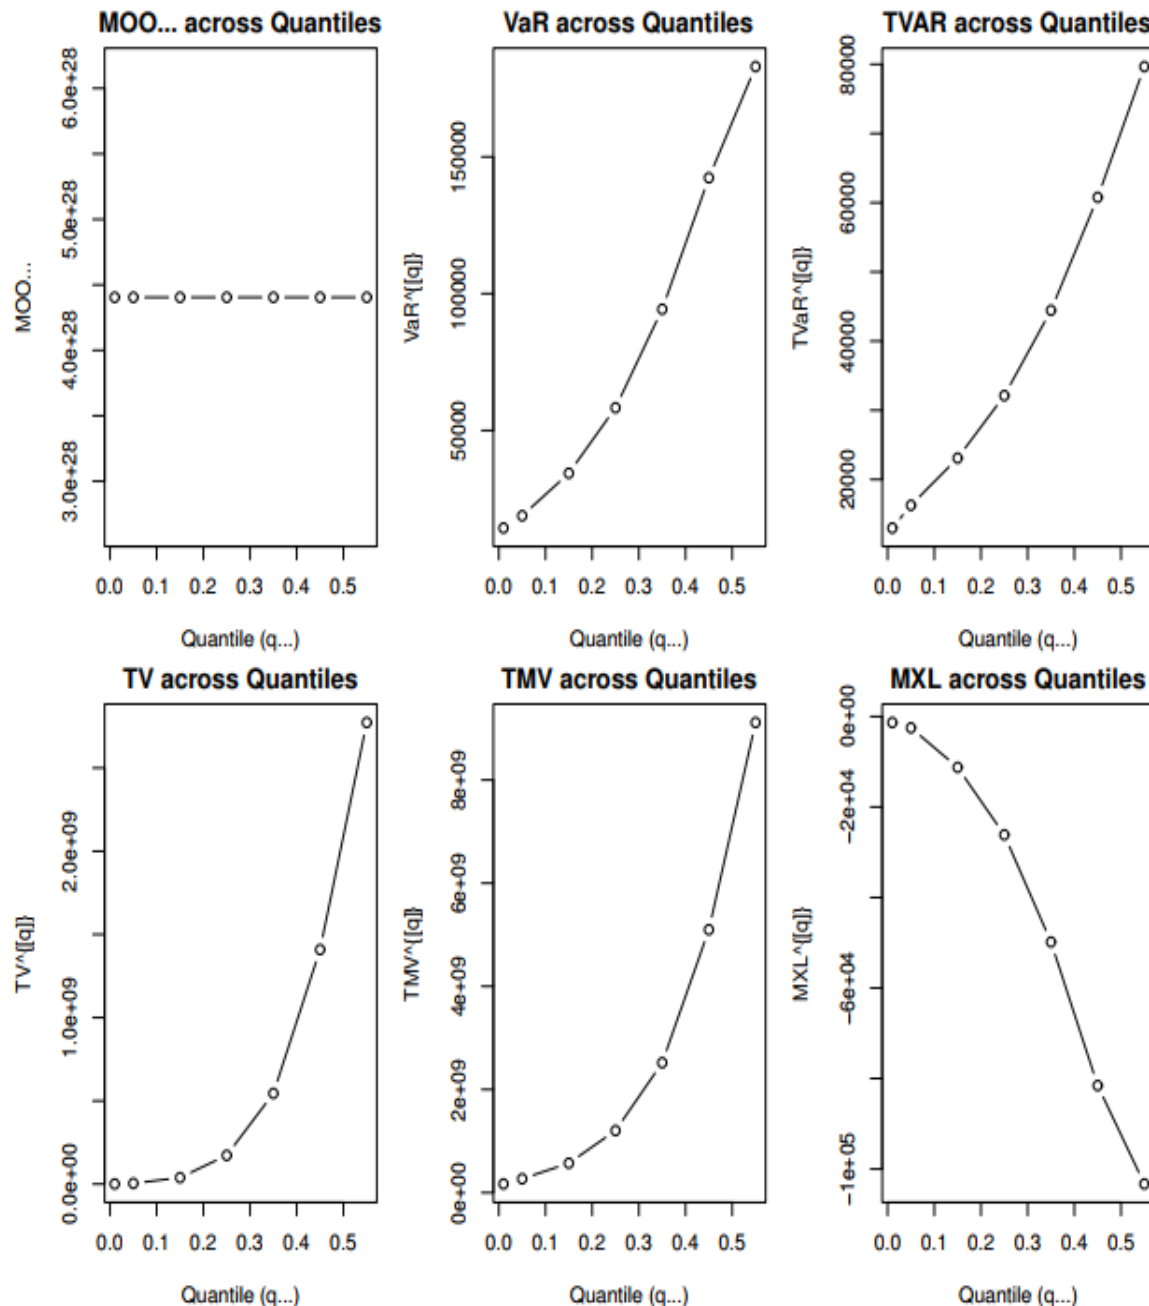 MOO... across Quantiles
MOO...
6.0e+28
5.0e+28
4.0e+28
3.0e+28
0.0 0.1 0.2 0.3 0.4 0.5
Quantile (q...)
VaR across Quantiles
VaR^{[q]}
150000
100000
50000
0.0 0.1 0.2 0.3 0.4 0.5
Quantile (q...)
TVAR across Quantiles
TVaR^{[q]}
80000
60000
40000
20000
0.0 0.1 0.2 0.3 0.4 0.5
Quantile (q...)
TV across Quantiles
TV^{[q]}
2.0e+09
1.0e+09
0.0e+00
0.0 0.1 0.2 0.3 0.4 0.5
Quantile (q...)
TMV across Quantiles
TMV^{[q]}
8e+09
6e+09
4e+09
2e+09
0e+00
0.0 0.1 0.2 0.3 0.4 0.5
Quantile (q...)
MXL across Quantiles
MXL^{[q]}
0e+00
−2e+04
−6e+04
−1e+05
0.0 0.1 0.2 0.3 0.4 0.5
Quantile (q...)